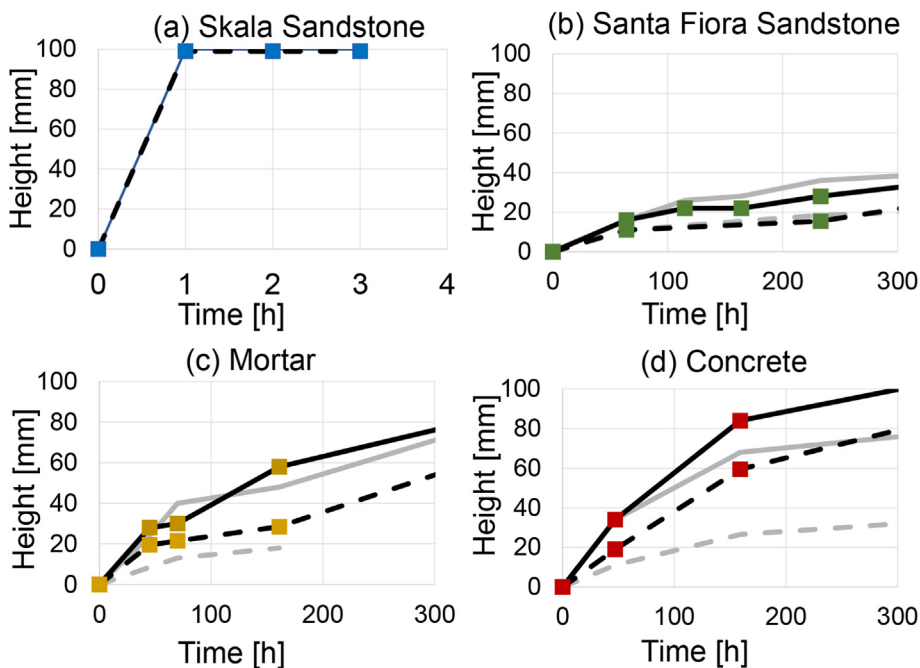 (a) Skala Sandstone
Height [mm]
100
80
60
40
20
0
0 1 2 3 4
Time [h]
(b) Santa Fiora Sandstone
Height [mm]
100
80
60
40
20
0
0 100 200 300
Time [h]
(c) Mortar
Height [mm]
100
80
60
40
20
0
0 100 200 300
Time [h]
(d) Concrete
Height [mm]
100
80
60
40
20
0
0 100 200 300
Time [h]